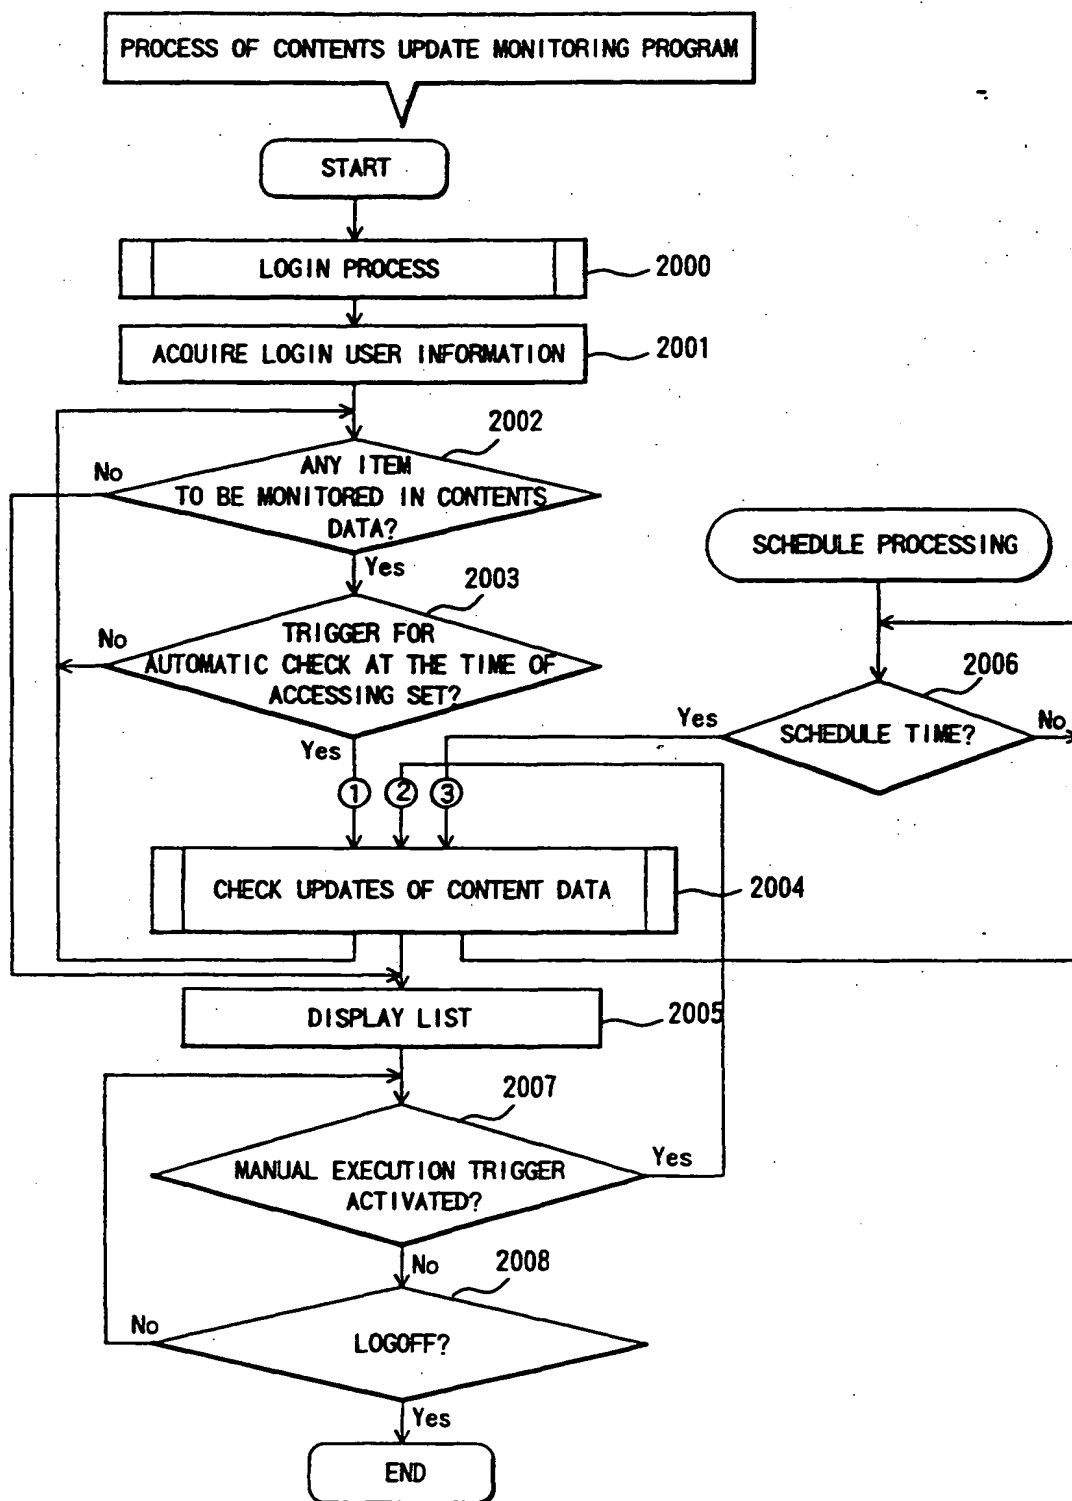 PROCESS OF CONTENTS UPDATE MONITORING PROGRAM
START
LOGIN PROCESS
2000
ACQUIRE LOGIN USER INFORMATION
2001
2002
No
ANY ITEM
TO BE MONITORED IN CONTENTS
DATA?
Yes
2003
No
TRIGGER FOR
AUTOMATIC CHECK AT THE TIME OF
ACCESSING SET?
Yes
SCHEDULE PROCESSING
2006
Yes
SCHEDULE TIME?
No
1 2 3
CHECK UPDATES OF CONTENT DATA
2004
DISPLAY LIST
2005
2007
MANUAL EXECUTION TRIGGER
ACTIVATED?
Yes
No
2008
No
LOGOFF?
Yes
END